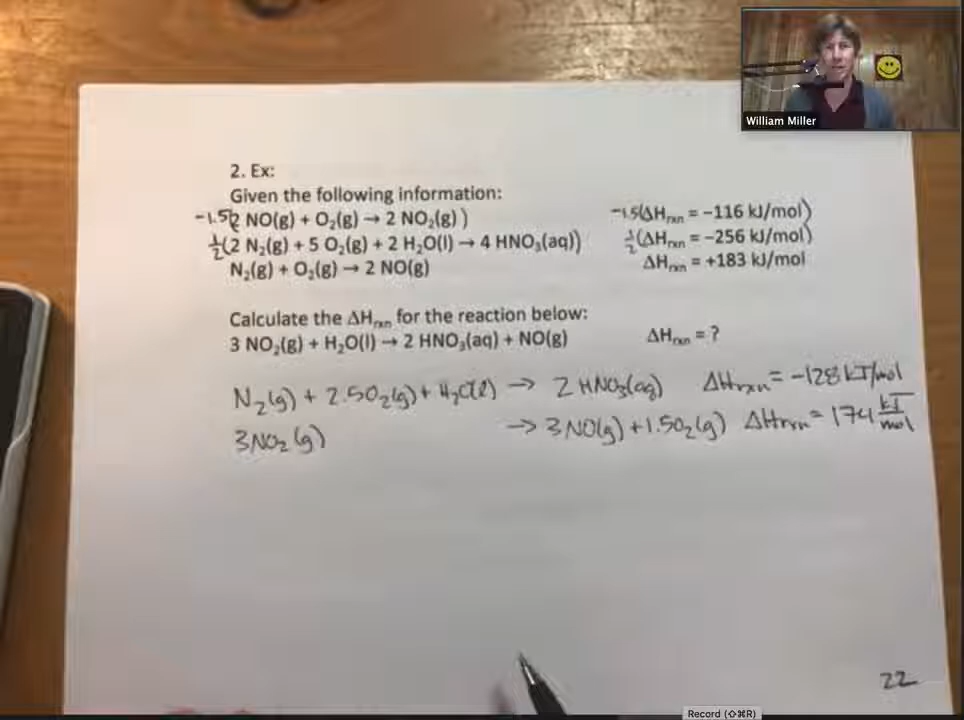 William Miller
2. Ex:
Given the following information:
-1.5(2 NO(g) + O₂(g) → 2 NO₂(g)) -1.5(ΔHrxn = -116 kJ/mol)
½(2 N₂(g) + 5 O₂(g) + 2 H₂O(l) → 4 HNO₃(aq)) ½(ΔHrxn = -256 kJ/mol)
N₂(g) + O₂(g) → 2 NO(g) ΔHrxn = +183 kJ/mol
Calculate the ΔHrxn for the reaction below:
3 NO₂(g) + H₂O(l) → 2 HNO₃(aq) + NO(g) ΔHrxn = ?
N₂(g) + 2.5O₂(g) + H₂O(l) → 2 HNO₃(aq) ΔHrxn = -128 kJ/mol
3NO₂(g) → 3NO(g) + 1.5O₂(g) ΔHrxn = 174 kJ/mol
22
Record (⇧⌘R)